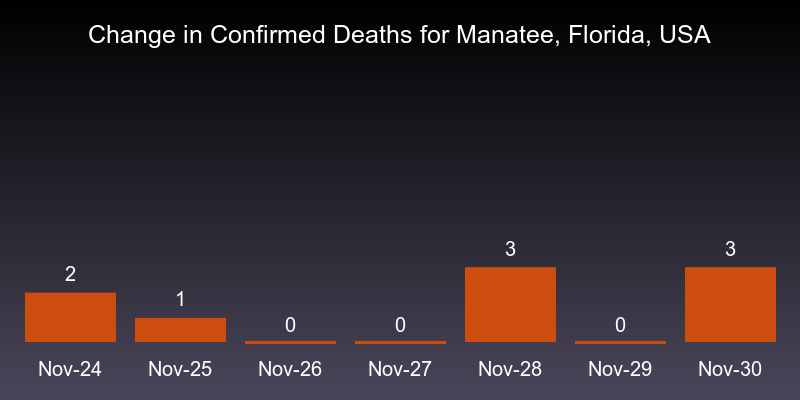 Change in Confirmed Deaths for Manatee, Florida, USA
2
1
0
0
3
0
3
Nov-24
Nov-25
Nov-26
Nov-27
Nov-28
Nov-29
Nov-30